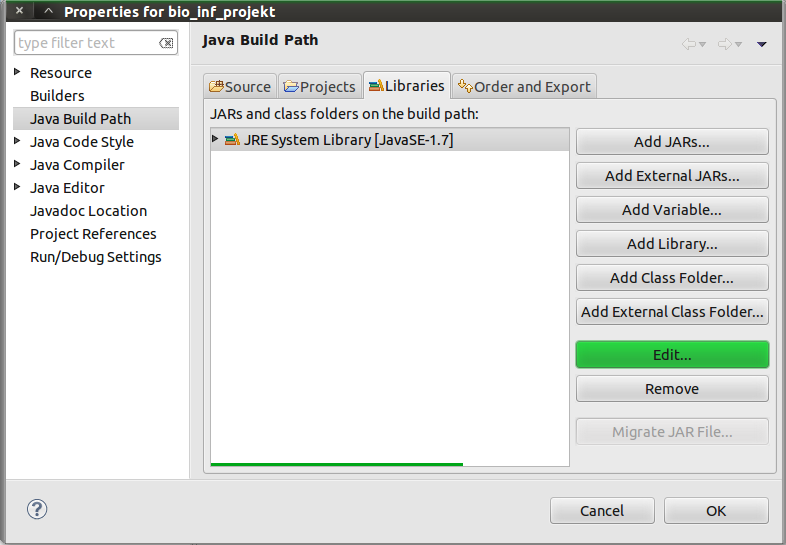 Properties for bio_inf_projekt
type filter text
Resource
Builders
Java Build Path
Java Code Style
Java Compiler
Java Editor
Javadoc Location
Project References
Run/Debug Settings
Java Build Path
Source
Projects
Libraries
Order and Export
JARs and class folders on the build path:
JRE System Library [JavaSE-1.7]
Add JARs...
Add External JARs...
Add Variable...
Add Library...
Add Class Folder...
Add External Class Folder...
Edit...
Remove
Migrate JAR File...
?
Cancel
OK